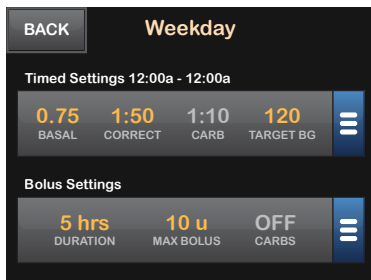 BACK Weekday
Timed Settings 12:00a - 12:00a
0.75 1:50 1:10 120
BASAL CORRECT CARB TARGET BG
Bolus Settings
5 hrs 10 u OFF
DURATION MAX BOLUS CARBS